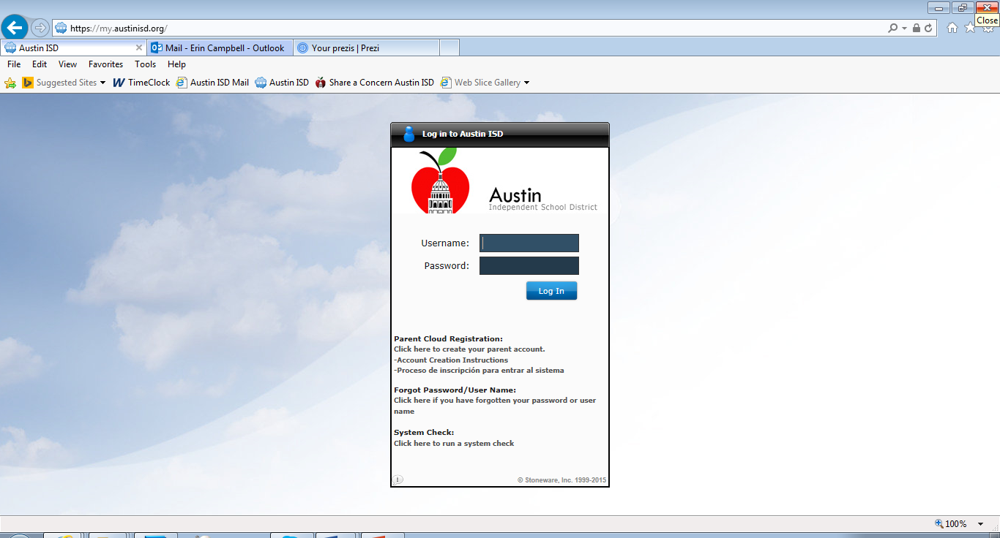 Close
https://my.austinisd.org/
Austin ISD
Mail - Erin Campbell - Outlook
Your prezis | Prezi
File Edit View Favorites Tools Help
Suggested Sites TimeClock Austin ISD Mail Austin ISD Share a Concern Austin ISD Web Slice Gallery
Log in to Austin ISD
Austin
Independent School District
Username:
Password:
Log In
Parent Cloud Registration:
Click here to create your parent account.
-Account Creation Instructions
-Proceso de inscripción para entrar al sistema
Forgot Password/User Name:
Click here if you have forgotten your password or user
name
System Check:
Click here to run a system check
© Stoneware, Inc. 1999-2015
100%